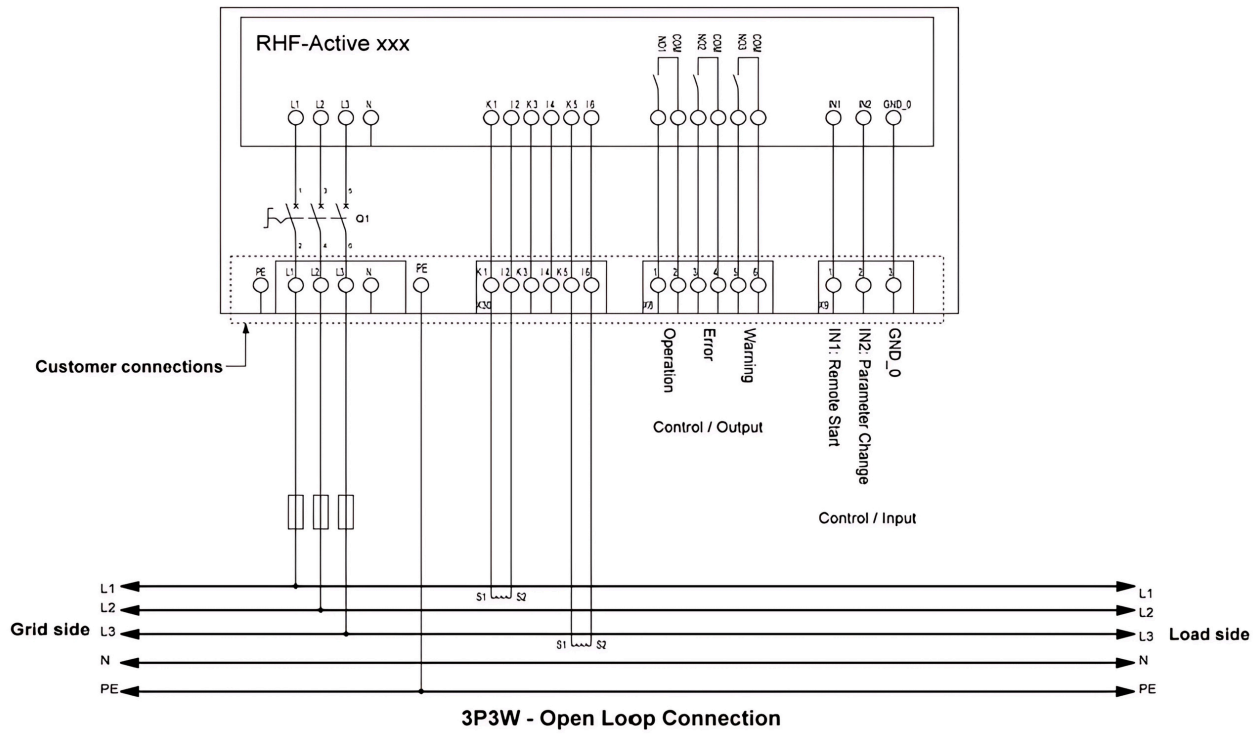 RHF-Active xxx
NO1 COM NO2 COM NO3 COM
L1 L2 L3 N K1 I2 K3 I4 K5 I6 IN1 IN2 GND_0
1 3 5
Q1
2 4 6
PE L1 L2 L3 N PE K1 I2 K3 I4 K5 I6 1 2 3 4 5 6 1 2 3
X30 X8 X9
Customer connections
Operation
Error
Warning
IN1: Remote Start
IN2: Parameter Change
GND_0
Control / Output
Control / Input
L1 S1 S2 L1
L2 L2
Grid side L3 L3 Load side
S1 S2
N N
PE PE
3P3W - Open Loop Connection